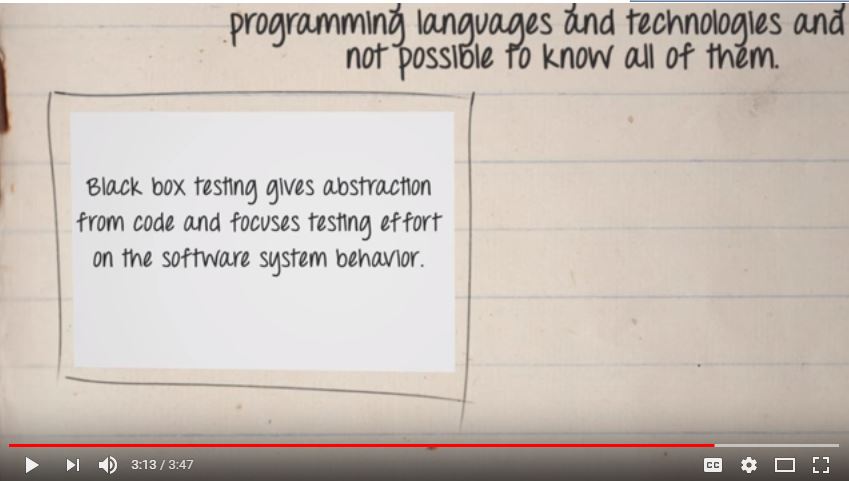 programming languages and technologies and
not possible to know all of them.
Black box testing gives abstraction
from code and focuses testing effort
on the software system behavior.
3:13 / 3:47
CC